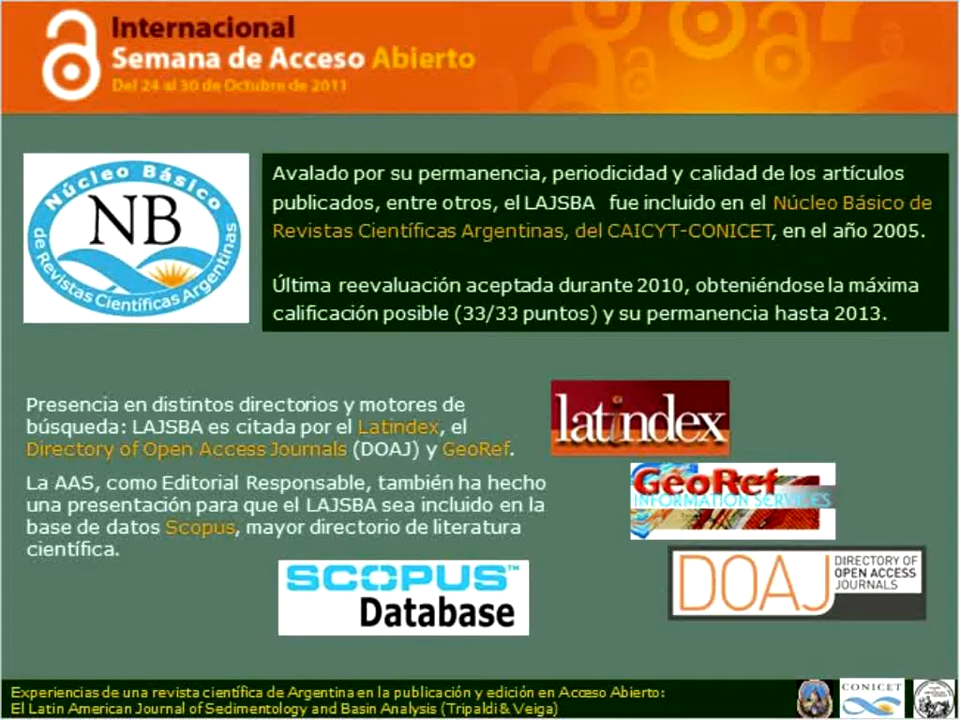 Internacional
Semana de Acceso Abierto
Del 24 al 30 de Octubre de 2011
Núcleo Básico
NB
de Revistas Científicas Argentinas
Avalado por su permanencia, periodicidad y calidad de los artículos
publicados, entre otros, el LAJSBA fue incluido en el Núcleo Básico de
Revistas Científicas Argentinas, del CAICYT-CONICET, en el año 2005.
Última reevaluación aceptada durante 2010, obteniéndose la máxima
calificación posible (33/33 puntos) y su permanencia hasta 2013.
Presencia en distintos directorios y motores de
búsqueda: LAJSBA es citada por el Latindex, el
Directory of Open Access Journals (DOAJ) y GeoRef.
La AAS, como Editorial Responsable, también ha hecho
una presentación para que el LAJSBA sea incluido en la
base de datos Scopus, mayor directorio de literatura
científica.
latindex
GeoRef
INFORMATION SERVICES
DOAJ
DIRECTORY OF
OPEN ACCESS
JOURNALS
SCOPUS™
Database
Experiencias de una revista científica de Argentina en la publicación y edición en Acceso Abierto:
El Latin American Journal of Sedimentology and Basin Analysis (Tripaldi & Veiga)
CONICET